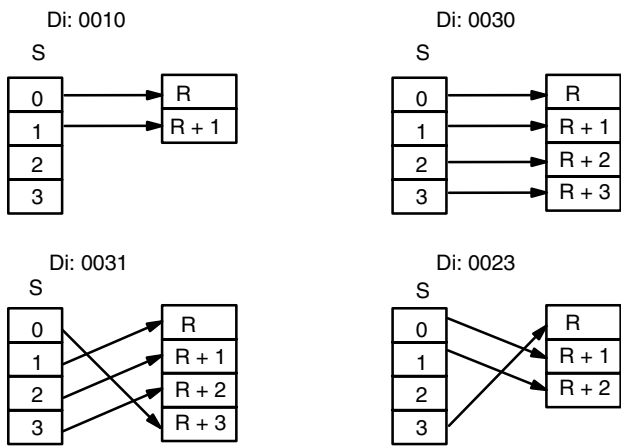 Di: 0010
S
0
1
2
3
R
R + 1
Di: 0030
S
0
1
2
3
R
R + 1
R + 2
R + 3
Di: 0031
S
0
1
2
3
R
R + 1
R + 2
R + 3
Di: 0023
S
0
1
2
3
R
R + 1
R + 2